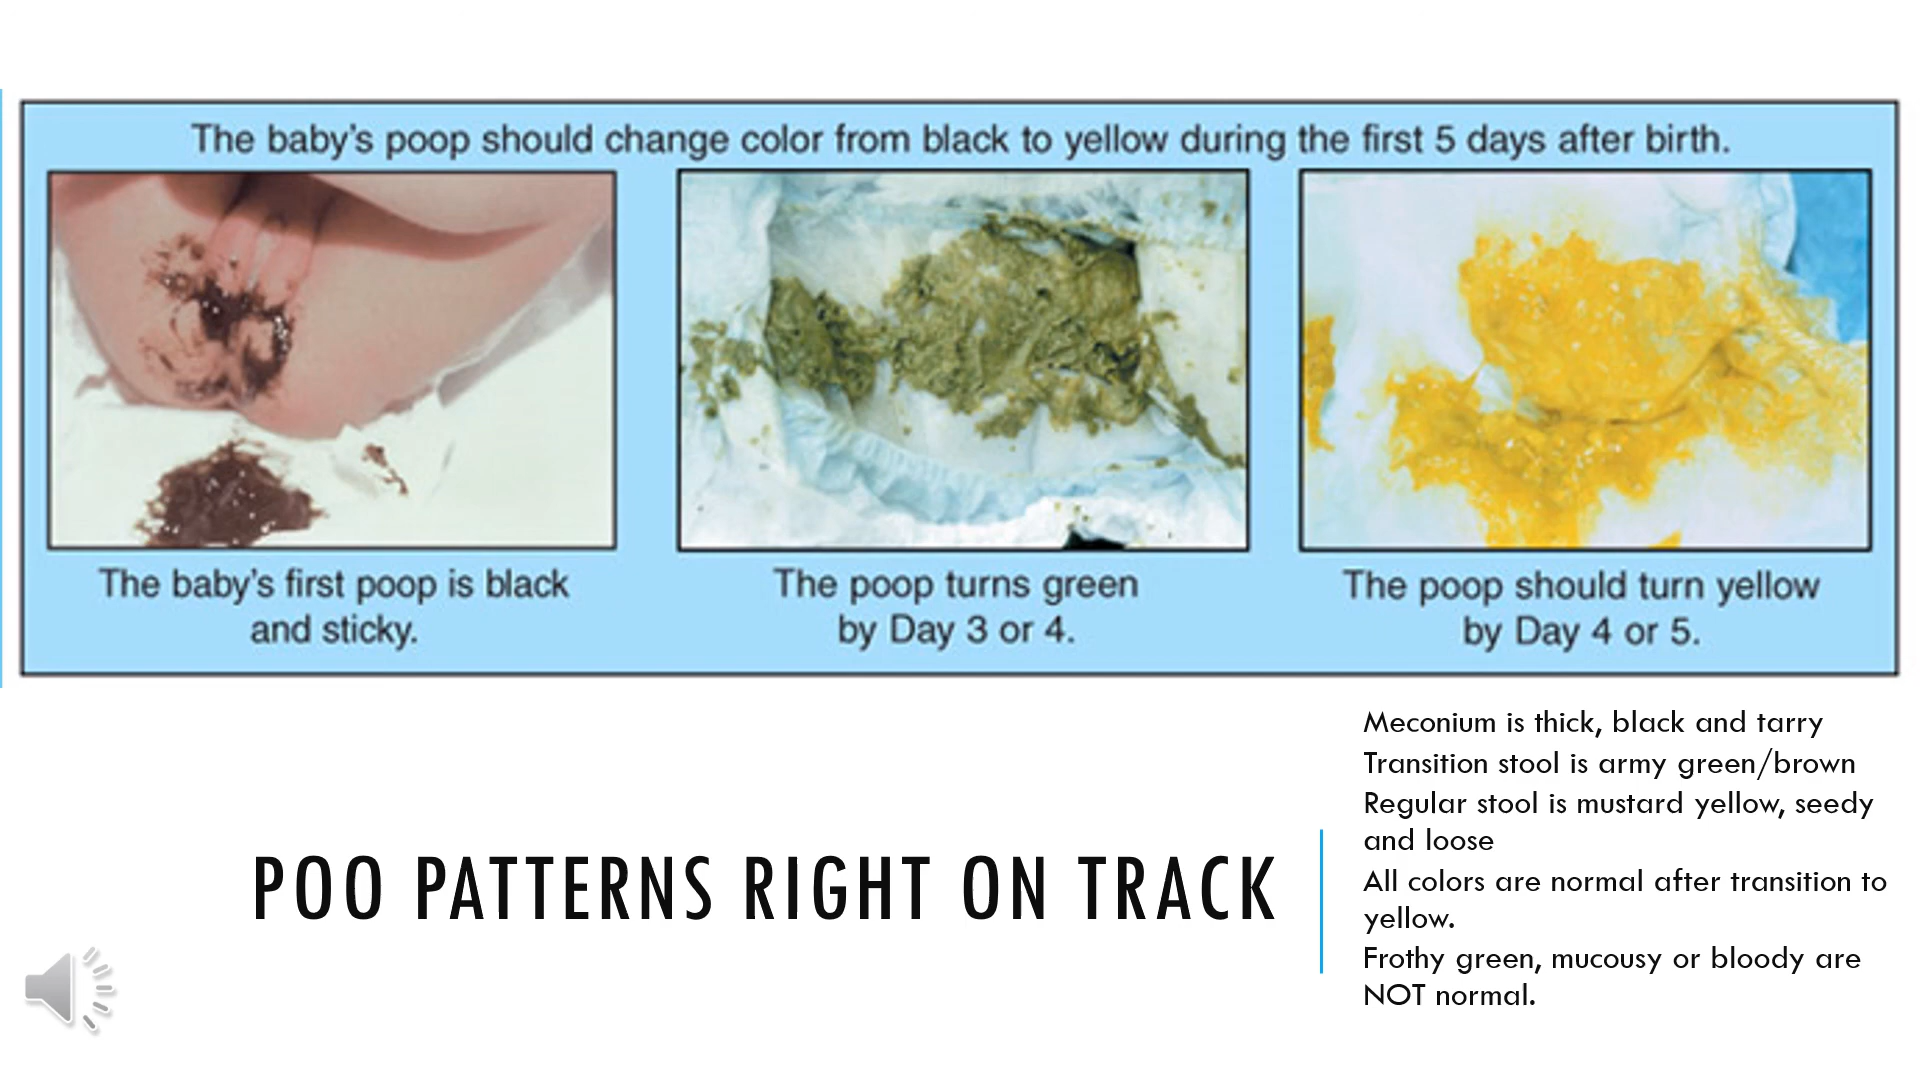 The baby's poop should change color from black to yellow during the first 5 days after birth.
The baby's first poop is black
and sticky.
The poop turns green
by Day 3 or 4.
The poop should turn yellow
by Day 4 or 5.
POO PATTERNS RIGHT ON TRACK
Meconium is thick, black and tarry
Transition stool is army green/brown
Regular stool is mustard yellow, seedy
and loose
All colors are normal after transition to
yellow.
Frothy green, mucousy or bloody are
NOT normal.